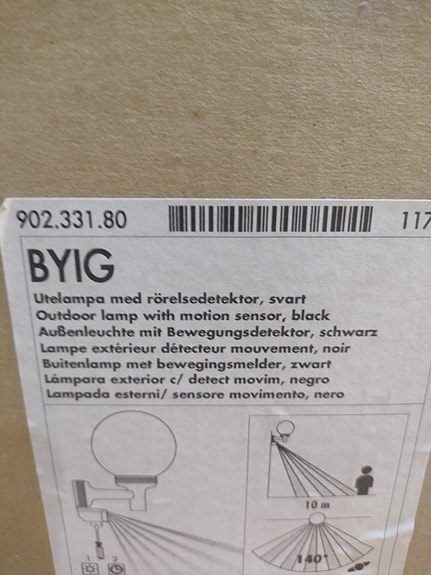 902.331.80 117
BYIG
Utelampa med rörelsedetektor, svart
Outdoor lamp with motion sensor, black
Außenleuchte mit Bewegungsdetektor, schwarz
Lampe extérieur détecteur mouvement, noir
Buitenlamp met bewegingsmelder, zwart
Lámpara exterior c/ detect movim, negro
Lampada esterni/ sensore movimento, nero
10 m
140°
1 2